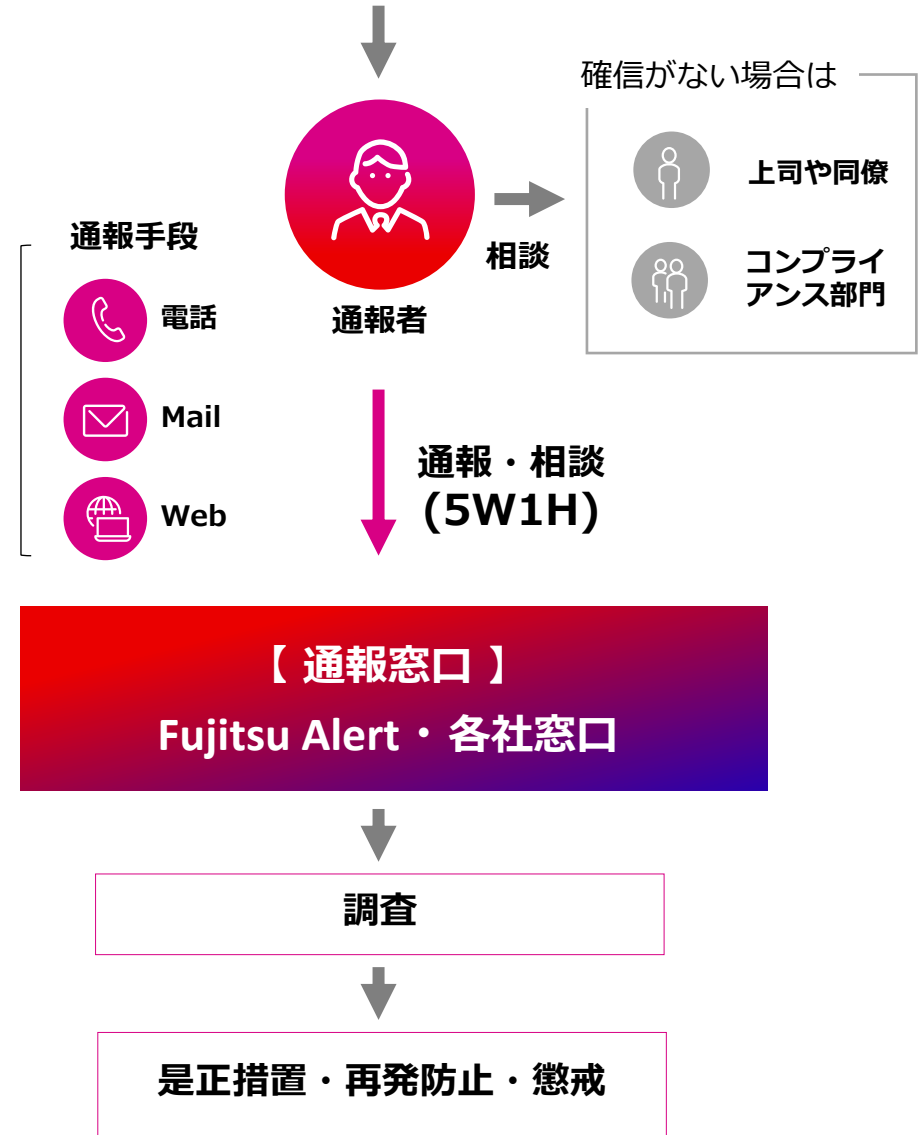 確信がない場合は
上司や同僚
コンプライ
アンス部門
相談
通報者
通報手段
電話
Mail
Web
通報・相談
(5W1H)
【 通報窓口 】
Fujitsu Alert・各社窓口
調査
是正措置・再発防止・懲戒